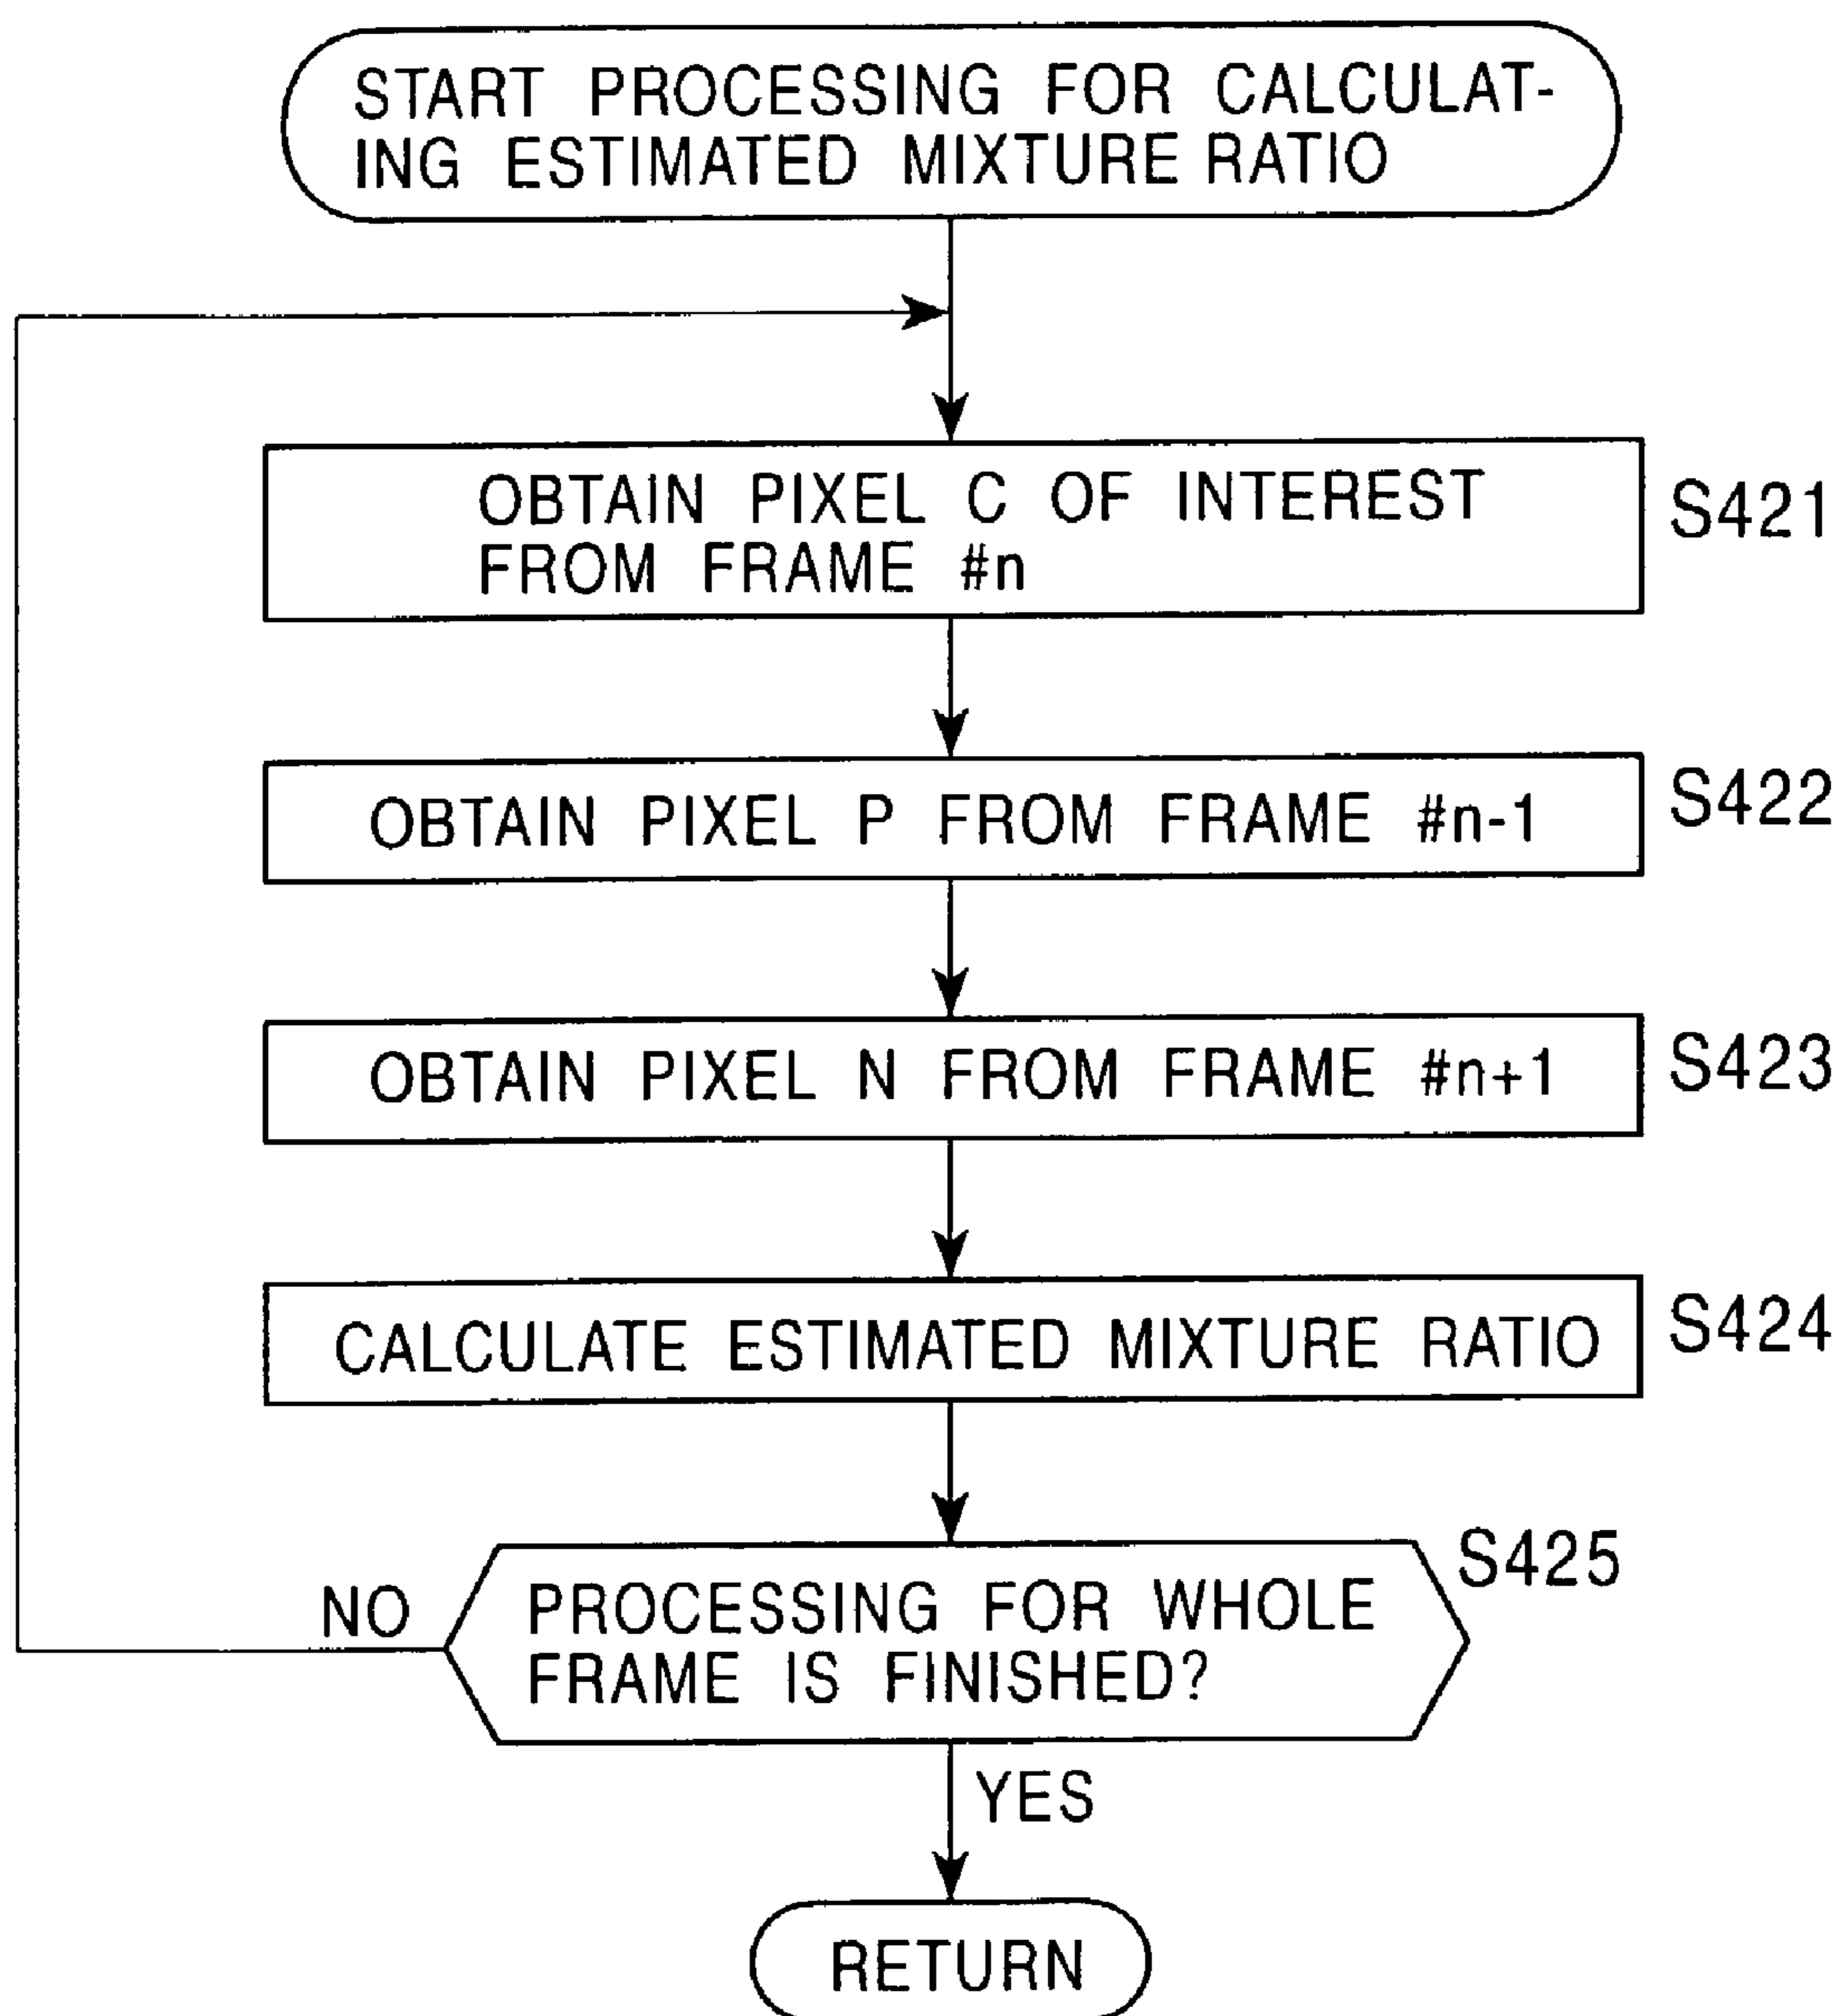 START PROCESSING FOR CALCULAT-
ING ESTIMATED MIXTURE RATIO
OBTAIN PIXEL C OF INTEREST
FROM FRAME #n
S421
OBTAIN PIXEL P FROM FRAME #n-1
S422
OBTAIN PIXEL N FROM FRAME #n+1
S423
CALCULATE ESTIMATED MIXTURE RATIO
S424
S425
NO
PROCESSING FOR WHOLE
FRAME IS FINISHED?
YES
RETURN